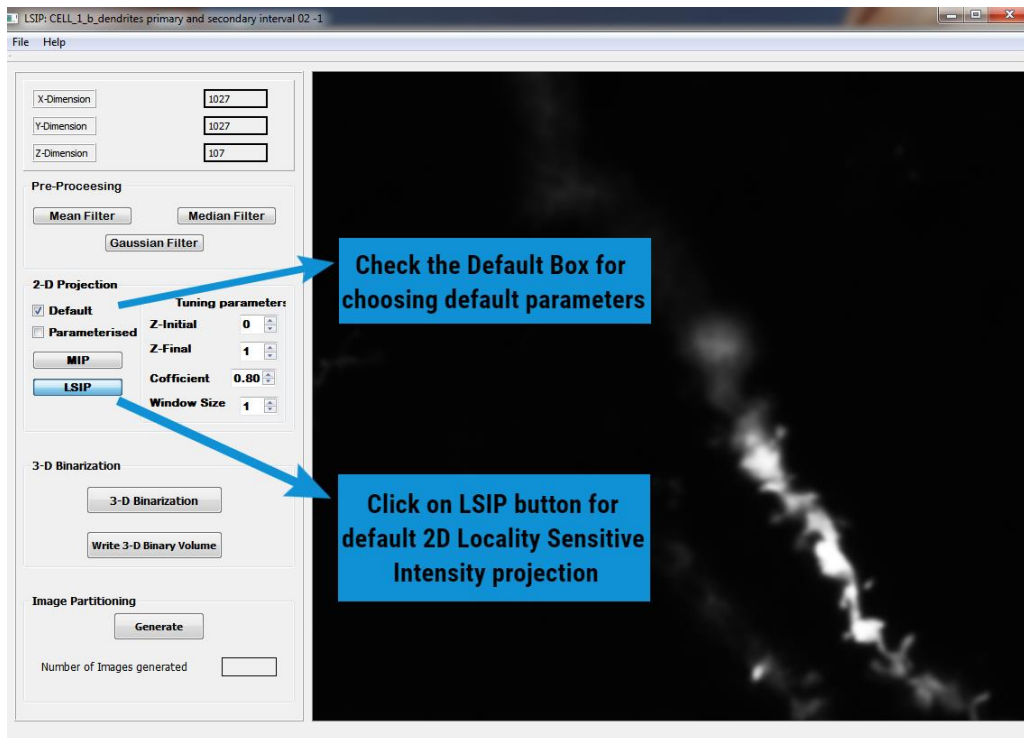 LSIP: CELL_1_b_dendrites primary and secondary interval 02 -1
File Help
X-Dimension 1027
Y-Dimension 1027
Z-Dimension 107
Pre-Proceesing
Mean Filter Median Filter
Gaussian Filter
2-D Projection
Default
Parameterised
MIP
LSIP
Tuning parameters
Z-Initial 0
Z-Final 1
Cofficient 0.80
Window Size 1
Check the Default Box for
choosing default parameters
3-D Binarization
3-D Binarization
Write 3-D Binary Volume
Click on LSIP button for
default 2D Locality Sensitive
Intensity projection
Image Partitioning
Generate
Number of Images generated